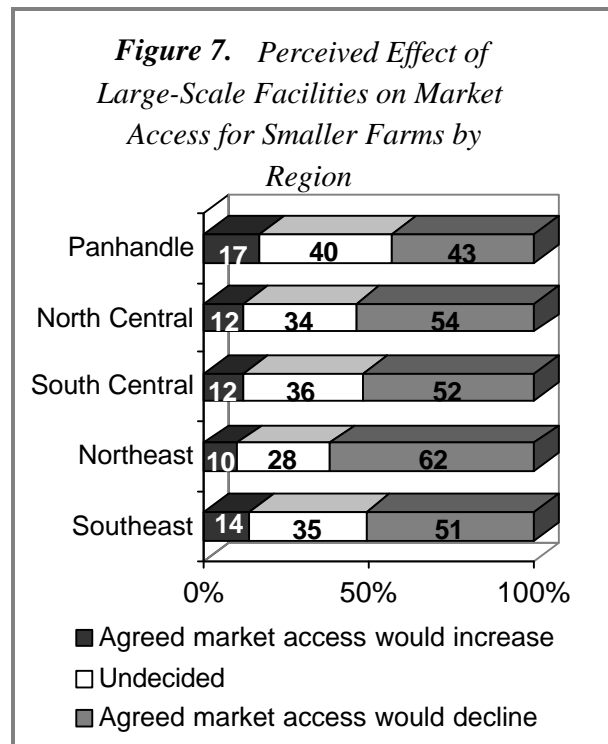 Figure 7. Perceived Effect of
Large-Scale Facilities on Market
Access for Smaller Farms by
Region
Panhandle 17 40 43
North Central 12 34 54
South Central 12 36 52
Northeast 10 28 62
Southeast 14 35 51
0% 50% 100%
Agreed market access would increase
Undecided
Agreed market access would decline